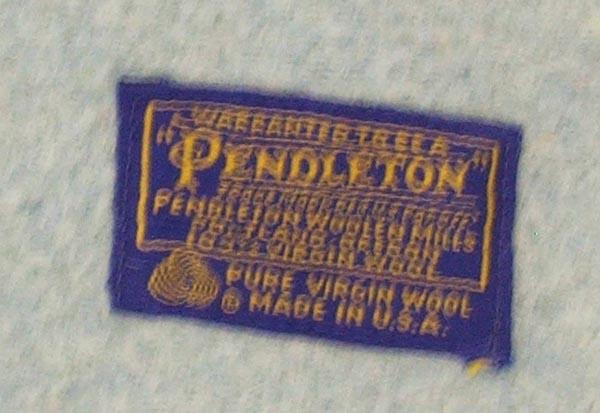 WARRANTED TO BE A
"PENDLETON"
PENDLETON WOOLEN MILLS
PORTLAND, OREGON
100% VIRGIN WOOL
PURE VIRGIN WOOL
® MADE IN U.S.A.